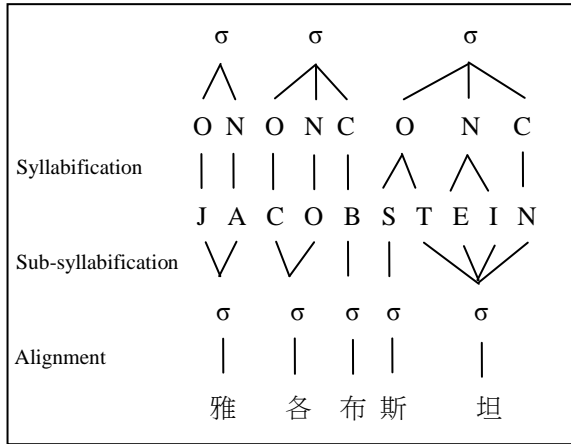 σ σ σ
O N O N C O N C
Syllabification
J A C O B S T E I N
Sub-syllabification
σ σ σ σ σ
Alignment
雅 各 布 斯 坦